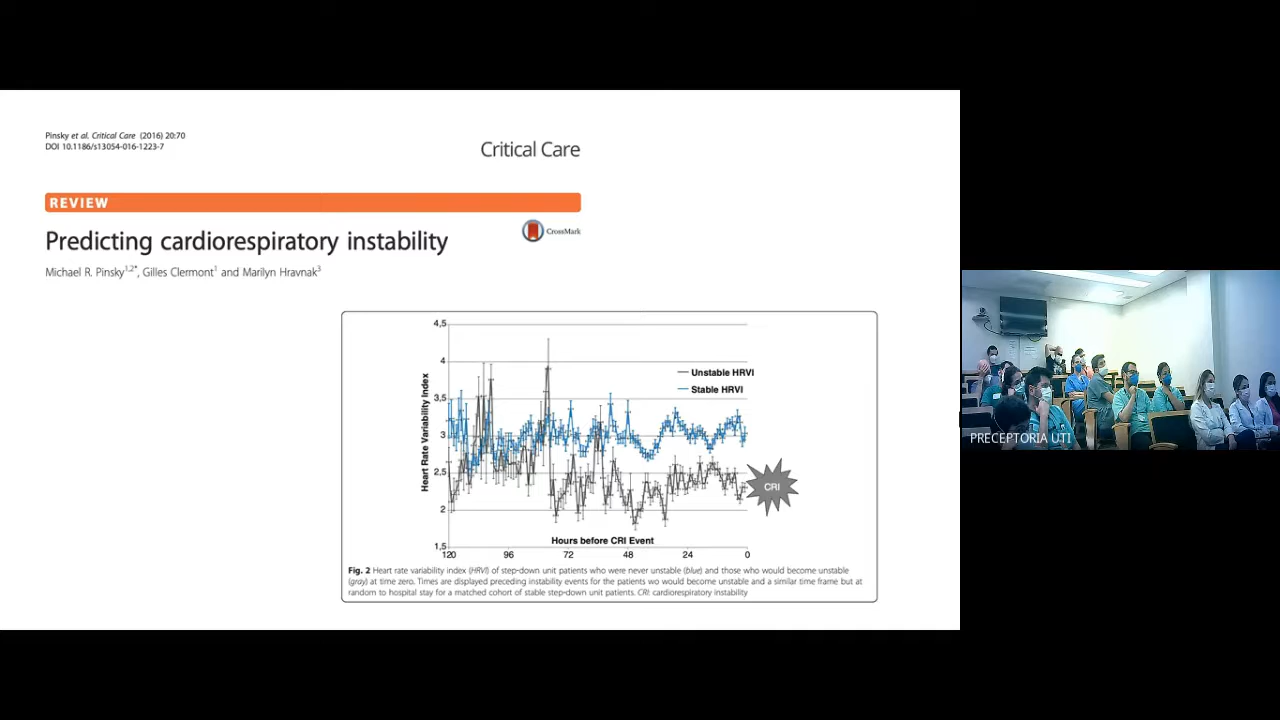 Pinsky et al. Critical Care (2016) 20:70
DOI 10.1186/s13054-016-1223-7
Critical Care
REVIEW
Predicting cardiorespiratory instability
CrossMark
Michael R. Pinsky1,2*, Gilles Clermont1 and Marilyn Hravnak3
4,5
4
3,5
3
2,5
2
1,5
Heart Rate Variability Index
Unstable HRVI
Stable HRVI
CRI
Hours before CRI Event
120 96 72 48 24 0
Fig. 2 Heart rate variability index (HRVI) of step-down unit patients who were never unstable (blue) and those who would become unstable
(gray) at time zero. Times are displayed preceding instability events for the patients wo would become unstable and a similar time frame but at
random to hospital stay for a matched cohort of stable step-down unit patients. CRI: cardiorespiratory instability
PRECEPTORIA UTI